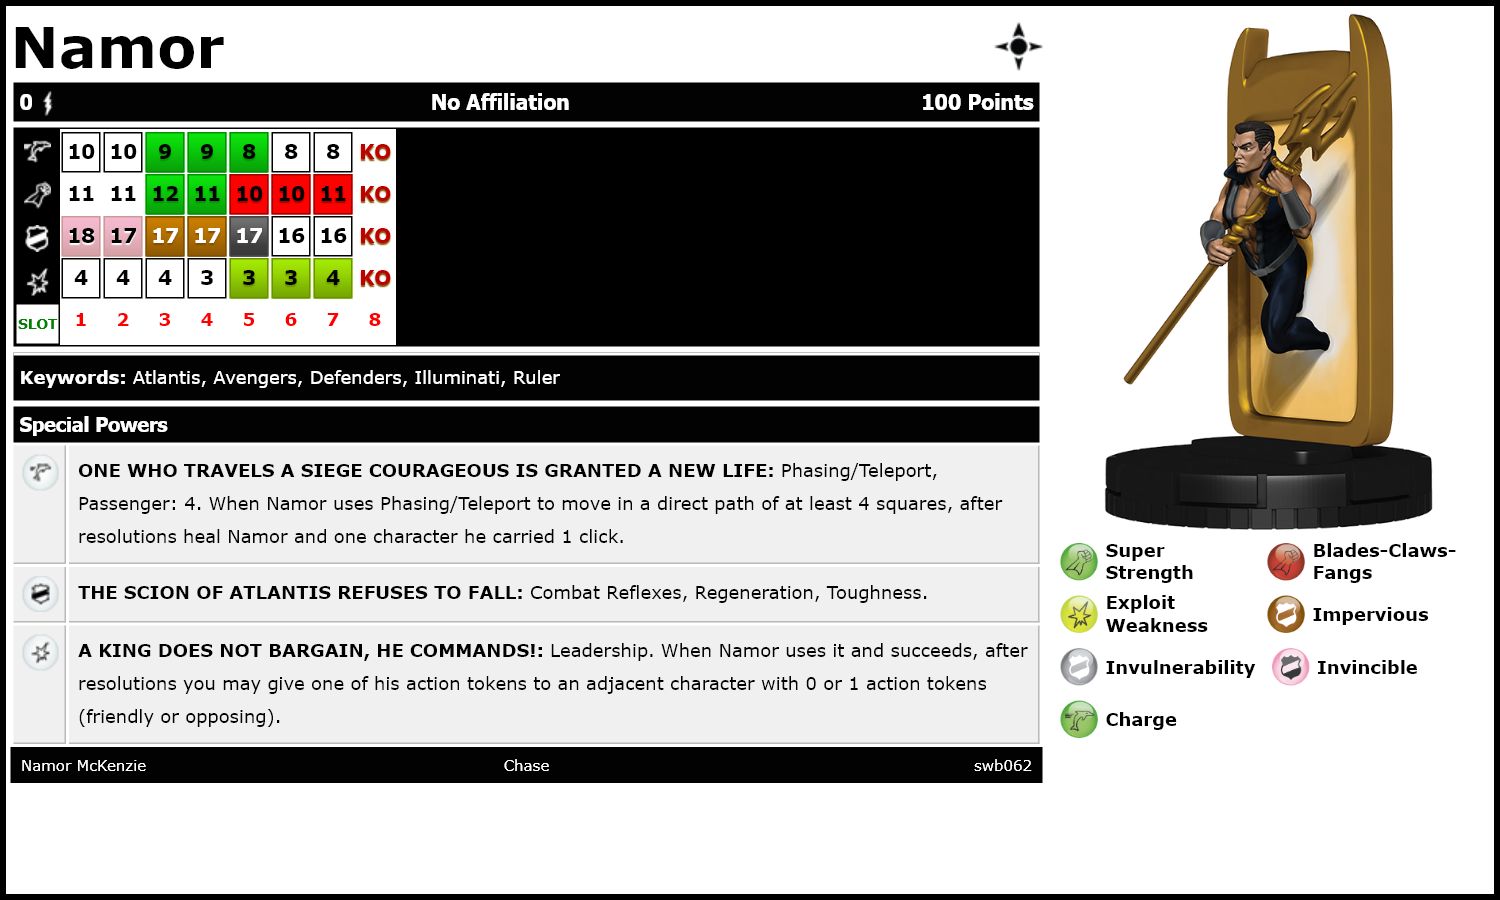 Namor
0 No Affiliation 100 Points
10 10 9 9 8 8 8 KO
11 11 12 11 10 10 11 KO
18 17 17 17 17 16 16 KO
4 4 4 3 3 3 4 KO
SLOT 1 2 3 4 5 6 7 8
Keywords: Atlantis, Avengers, Defenders, Illuminati, Ruler
Special Powers
ONE WHO TRAVELS A SIEGE COURAGEOUS IS GRANTED A NEW LIFE: Phasing/Teleport,
Passenger: 4. When Namor uses Phasing/Teleport to move in a direct path of at least 4 squares, after
resolutions heal Namor and one character he carried 1 click.
THE SCION OF ATLANTIS REFUSES TO FALL: Combat Reflexes, Regeneration, Toughness.
A KING DOES NOT BARGAIN, HE COMMANDS!: Leadership. When Namor uses it and succeeds, after
resolutions you may give one of his action tokens to an adjacent character with 0 or 1 action tokens
(friendly or opposing).
Namor McKenzie Chase swb062
Super
Strength
Blades-Claws-
Fangs
Exploit
Weakness
Impervious
Invulnerability
Invincible
Charge